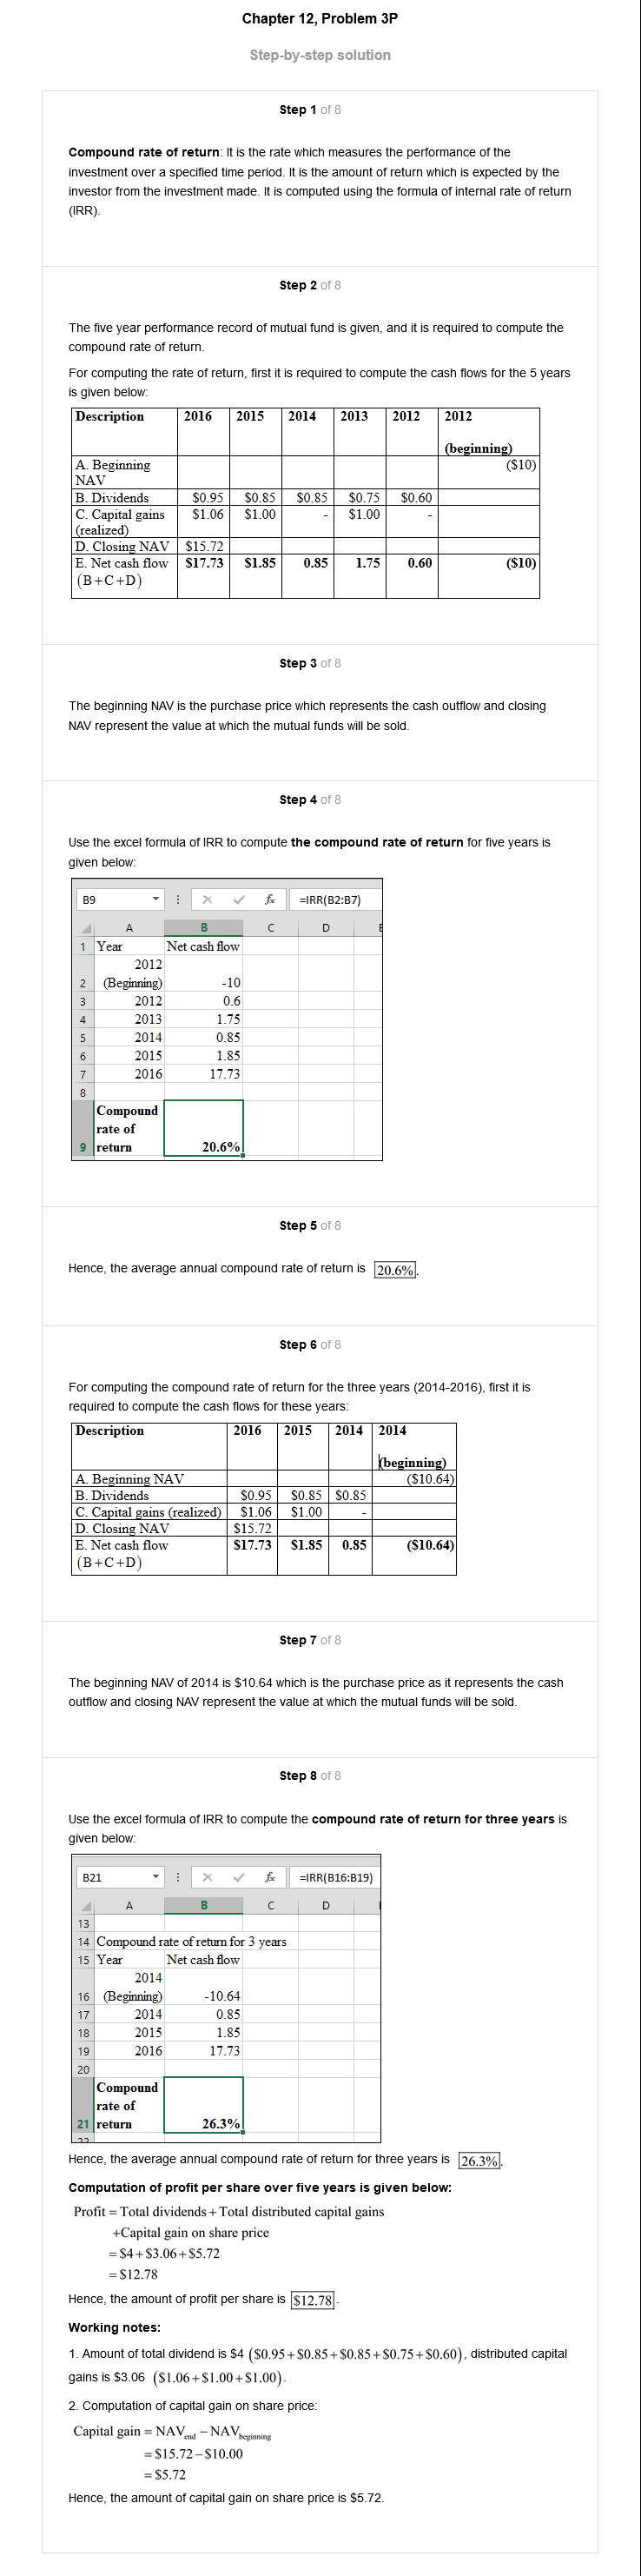 Chapter 12, Problem 3P
Step-by-step solution
Step 1 of 8
Compound rate of return: It is the rate which measures the performance of the
investment over a specified time period. It is the amount of return which is expected by the
investor from the investment made. It is computed using the formula of internal rate of return
(IRR).
Step 2 of 8
The five year performance record of mutual fund is given, and it is required to compute the
compound rate of return.
For computing the rate of return, first it is required to compute the cash flows for the 5 years
is given below:
Description 2016 2015 2014 2013 2012 2012
(beginning)
A. Beginning ($10)
NAV
B. Dividends $0.95 $0.85 $0.85 $0.75 $0.60
C. Capital gains $1.06 $1.00 - $1.00 -
(realized)
D. Closing NAV $15.72
E. Net cash flow $17.73 $1.85 0.85 1.75 0.60 ($10)
(B+C+D)
Step 3 of 8
The beginning NAV is the purchase price which represents the cash outflow and closing
NAV represent the value at which the mutual funds will be sold.
Step 4 of 8
Use the excel formula of IRR to compute the compound rate of return for five years is
given below:
B9 fx =IRR(B2:B7)
A B C D E
1 Year Net cash flow
2012
2 (Beginning) -10
3 2012 0.6
4 2013 1.75
5 2014 0.85
6 2015 1.85
7 2016 17.73
8
Compound
rate of
9 return 20.6%
Step 5 of 8
Hence, the average annual compound rate of return is 20.6%.
Step 6 of 8
For computing the compound rate of return for the three years (2014-2016), first it is
required to compute the cash flows for these years:
Description 2016 2015 2014 2014
(beginning)
A. Beginning NAV ($10.64)
B. Dividends $0.95 $0.85 $0.85
C. Capital gains (realized) $1.06 $1.00 -
D. Closing NAV $15.72
E. Net cash flow $17.73 $1.85 0.85 ($10.64)
(B+C+D)
Step 7 of 8
The beginning NAV of 2014 is $10.64 which is the purchase price as it represents the cash
outflow and closing NAV represent the value at which the mutual funds will be sold.
Step 8 of 8
Use the excel formula of IRR to compute the compound rate of return for three years is
given below:
B21 fx =IRR(B16:B19)
A B C D
13
14 Compound rate of return for 3 years
15 Year Net cash flow
2014
16 (Beginning) -10.64
17 2014 0.85
18 2015 1.85
19 2016 17.73
20
Compound
rate of
21 return 26.3%
22
Hence, the average annual compound rate of return for three years is 26.3%.
Computation of profit per share over five years is given below:
Profit = Total dividends + Total distributed capital gains
+Capital gain on share price
= $4 + $3.06 + $5.72
= $12.78
Hence, the amount of profit per share is $12.78.
Working notes:
1. Amount of total dividend is $4 ($0.95+$0.85+$0.85+$0.75+$0.60), distributed capital
gains is $3.06 ($1.06+$1.00+$1.00).
2. Computation of capital gain on share price:
Capital gain = NAVend − NAVbeginning
= $15.72 − $10.00
= $5.72
Hence, the amount of capital gain on share price is $5.72.